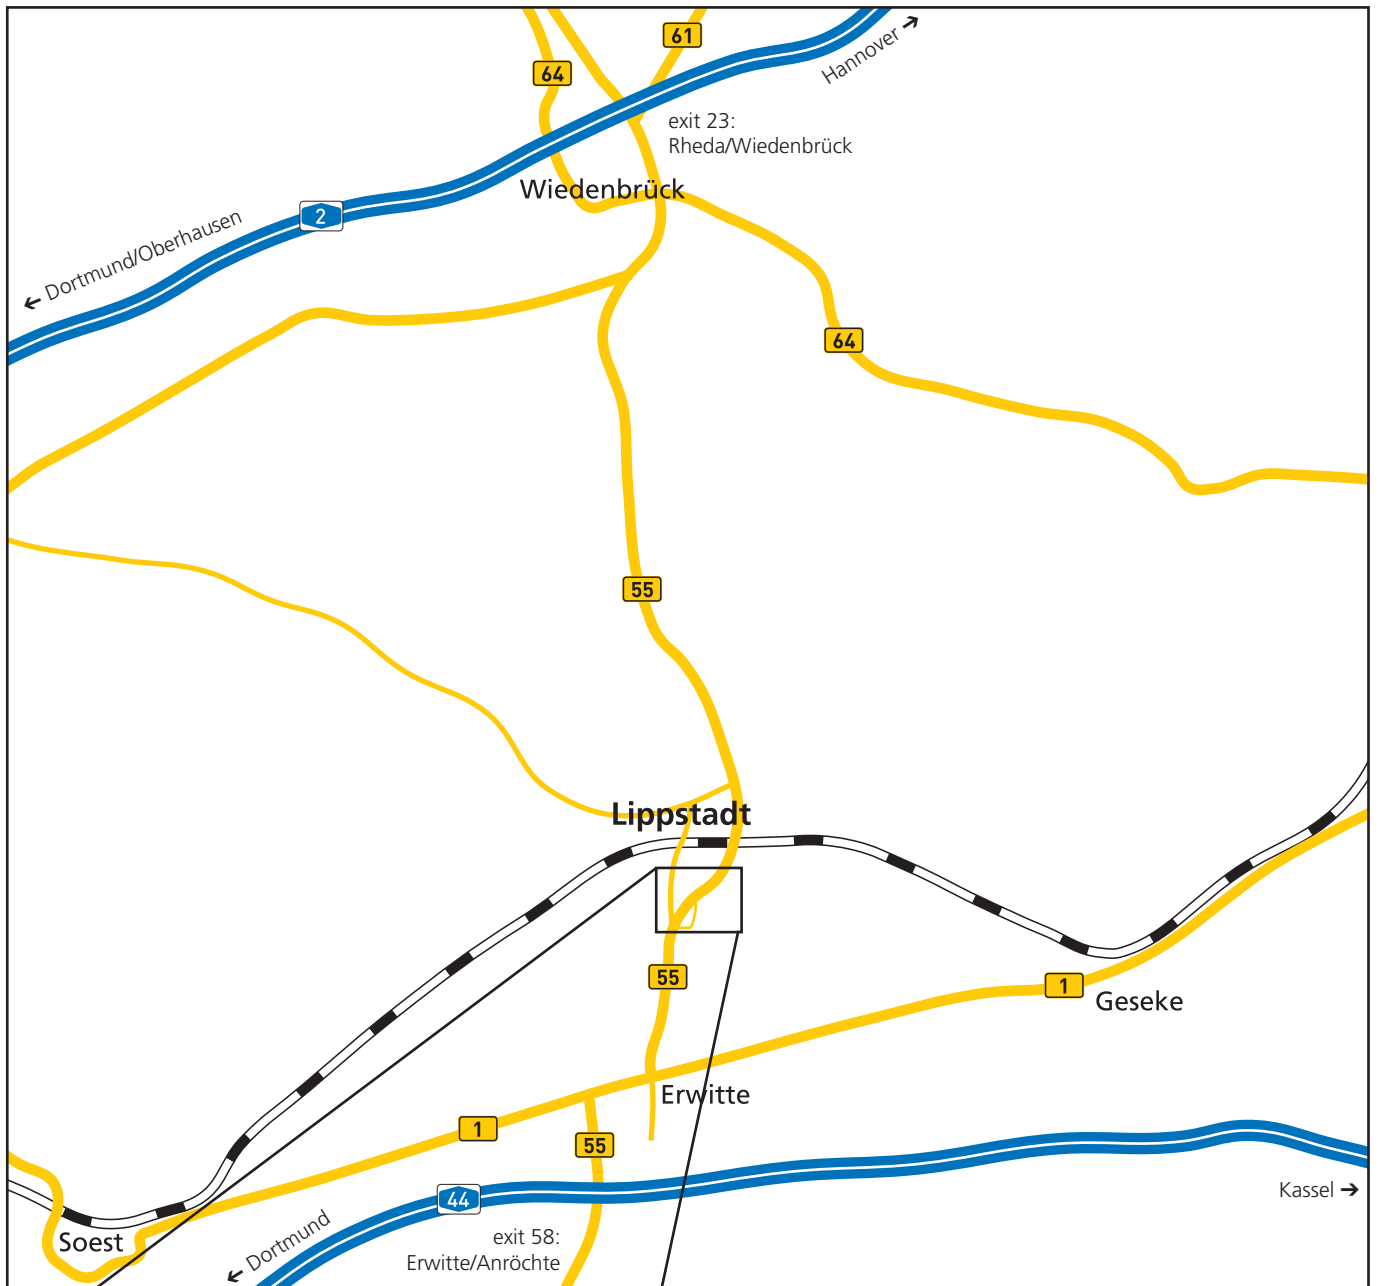 61
64
Hannover →
exit 23:
Rheda/Wiedenbrück
Wiedenbrück
2
← Dortmund/Oberhausen
64
55
Lippstadt
55
1
Geseke
Erwitte
1
55
44
Kassel →
Soest
← Dortmund
exit 58:
Erwitte/Anröchte